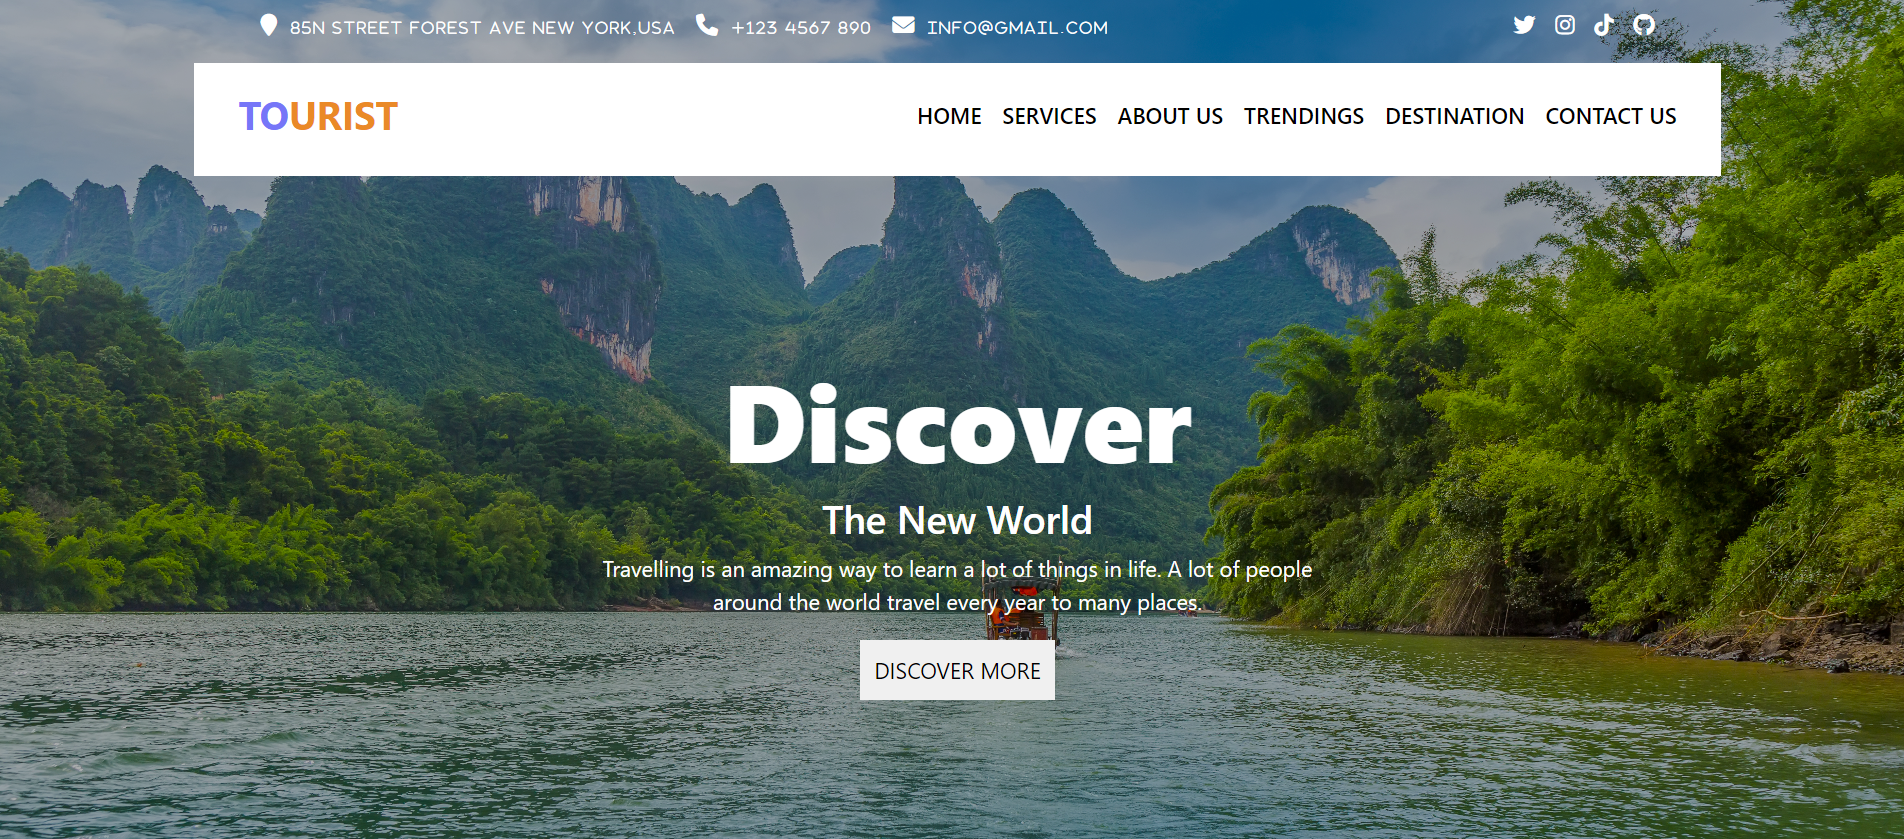 85N STREET FOREST AVE NEW YORK,USA +123 4567 890 INFO@GMAIL.COM
TOURIST HOME SERVICES ABOUT US TRENDINGS DESTINATION CONTACT US
Discover
The New World
Travelling is an amazing way to learn a lot of things in life. A lot of people
around the world travel every year to many places.
DISCOVER MORE